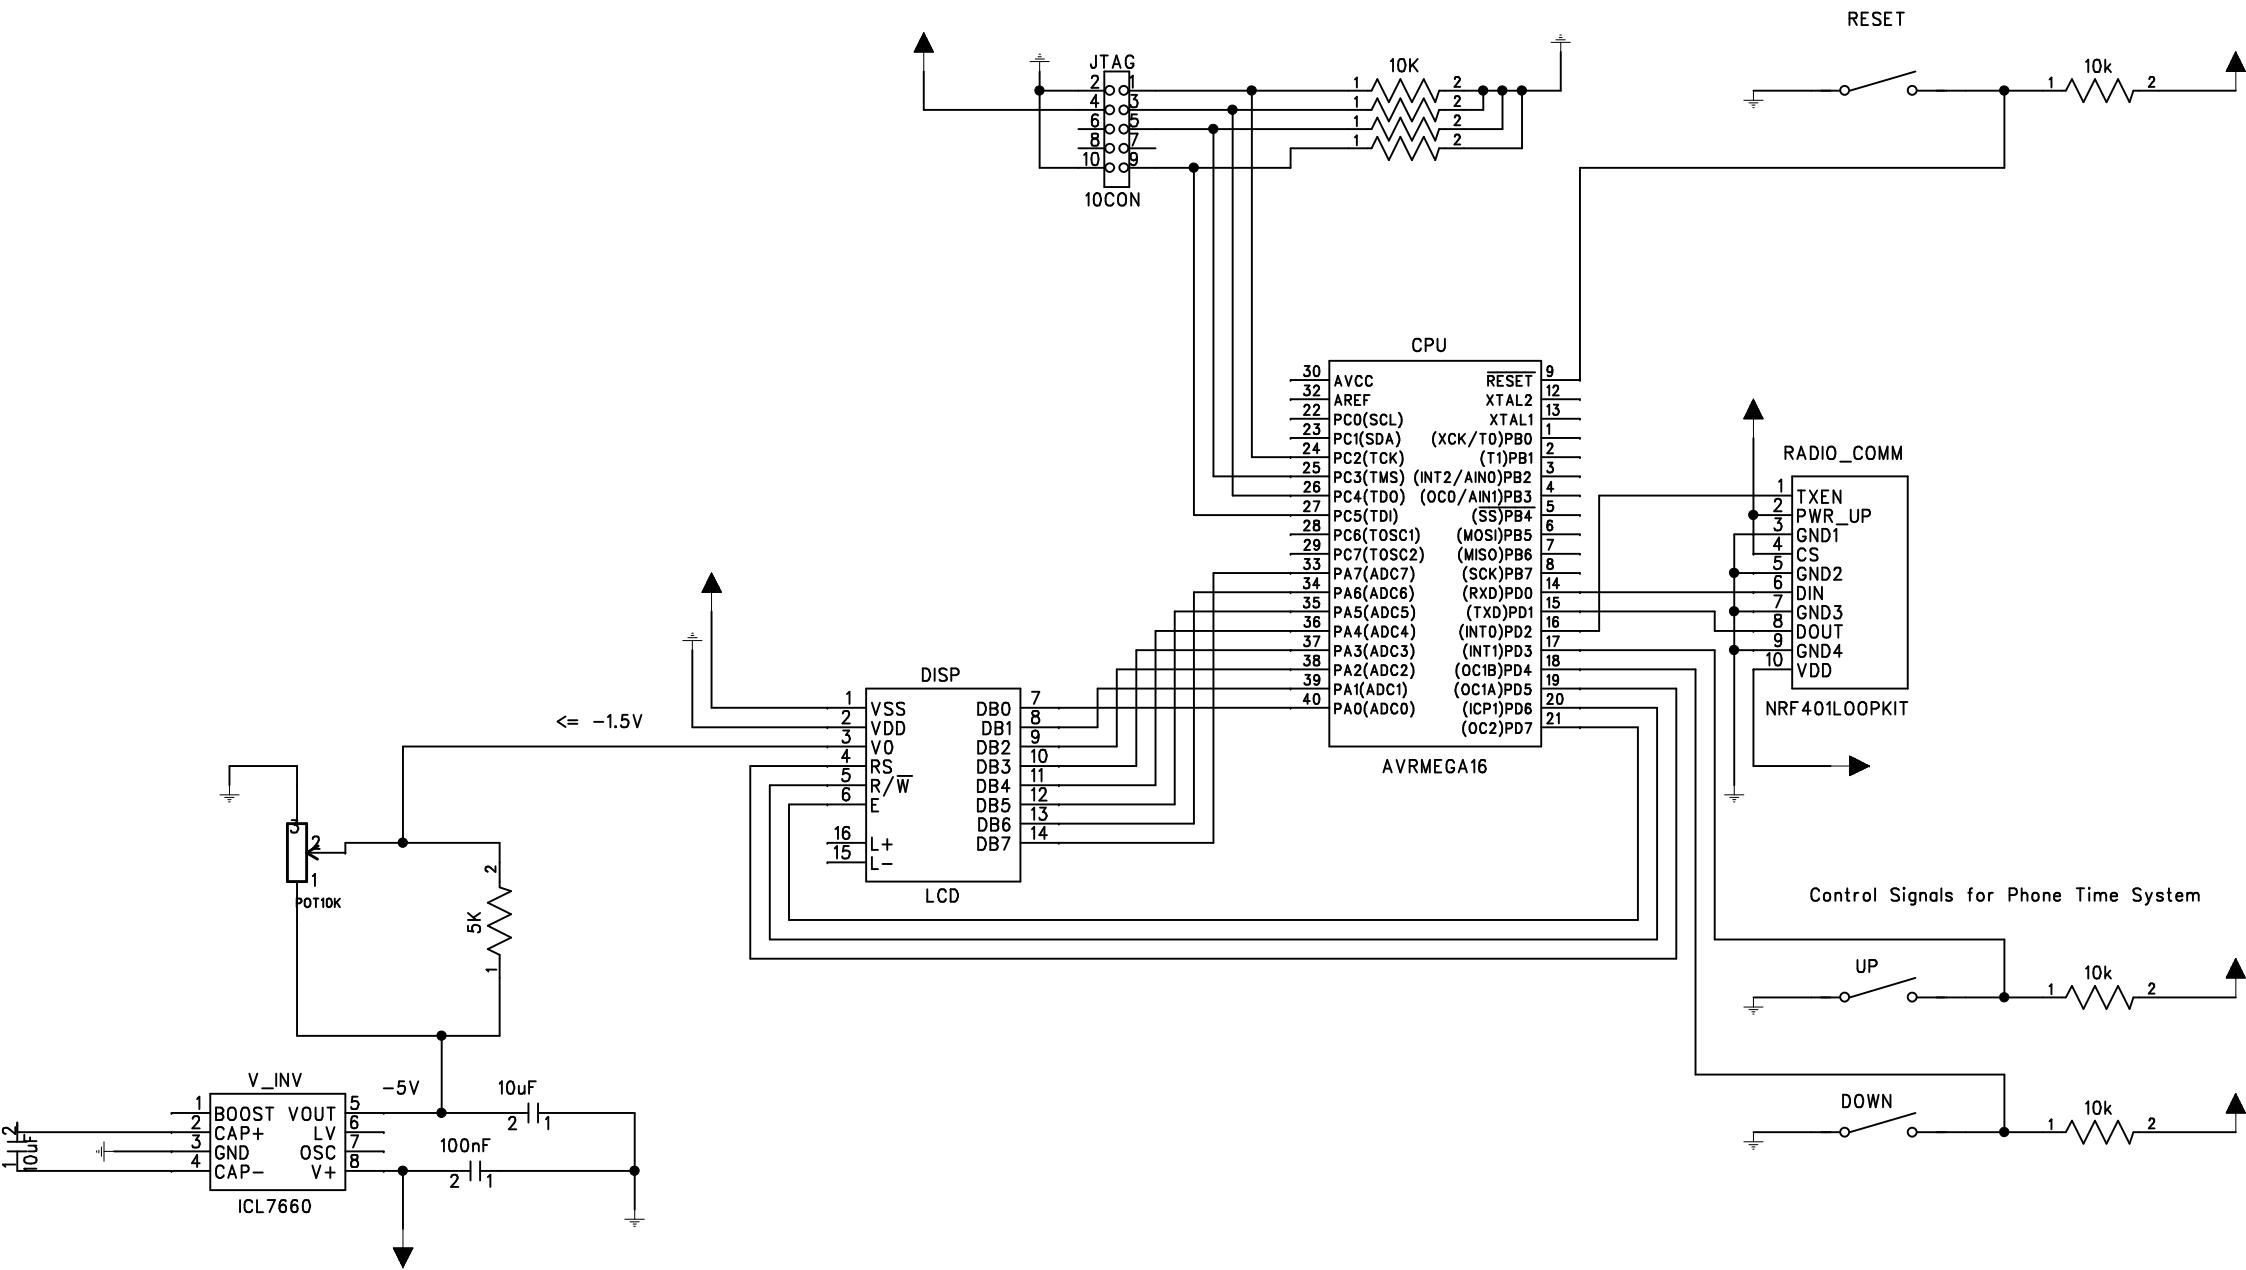 RESET
JTAG
2 1
4 3
6 5
8 7
10 9
10CON
10K
1 2
1 2
1 2
1 2
1 10k 2
CPU
30 AVCC RESET 9
32 AREF XTAL2 12
22 PC0(SCL) XTAL1 13
23 PC1(SDA) (XCK/T0)PB0 1
24 PC2(TCK) (T1)PB1 2
25 PC3(TMS) (INT2/AIN0)PB2 3
26 PC4(TDO) (OC0/AIN1)PB3 4
27 PC5(TDI) (SS)PB4 5
28 PC6(TOSC1) (MOSI)PB5 6
29 PC7(TOSC2) (MISO)PB6 7
33 PA7(ADC7) (SCK)PB7 8
34 PA6(ADC6) (RXD)PD0 14
35 PA5(ADC5) (TXD)PD1 15
36 PA4(ADC4) (INT0)PD2 16
37 PA3(ADC3) (INT1)PD3 17
38 PA2(ADC2) (OC1B)PD4 18
39 PA1(ADC1) (OC1A)PD5 19
40 PA0(ADC0) (ICP1)PD6 20
(OC2)PD7 21
AVRMEGA16
RADIO_COMM
1 TXEN
2 PWR_UP
3 GND1
4 CS
5 GND2
6 DIN
7 GND3
8 DOUT
9 GND4
10 VDD
NRF401LOOPKIT
DISP
1 VSS DB0 7
2 VDD DB1 8
3 VO DB2 9
4 RS DB3 10
5 R/W DB4 11
6 E DB5 12
DB6 13
16 L+ DB7 14
15 L-
LCD
<= -1.5V
3
2
1
POT10K
2
5K
1
Control Signals for Phone Time System
UP
1 10k 2
DOWN
1 10k 2
V_INV
-5V
1 BOOST VOUT 5
2 CAP+ LV 6
3 GND OSC 7
4 CAP- V+ 8
ICL7660
10uF
2 1
100nF
2 1
2
10uF
1